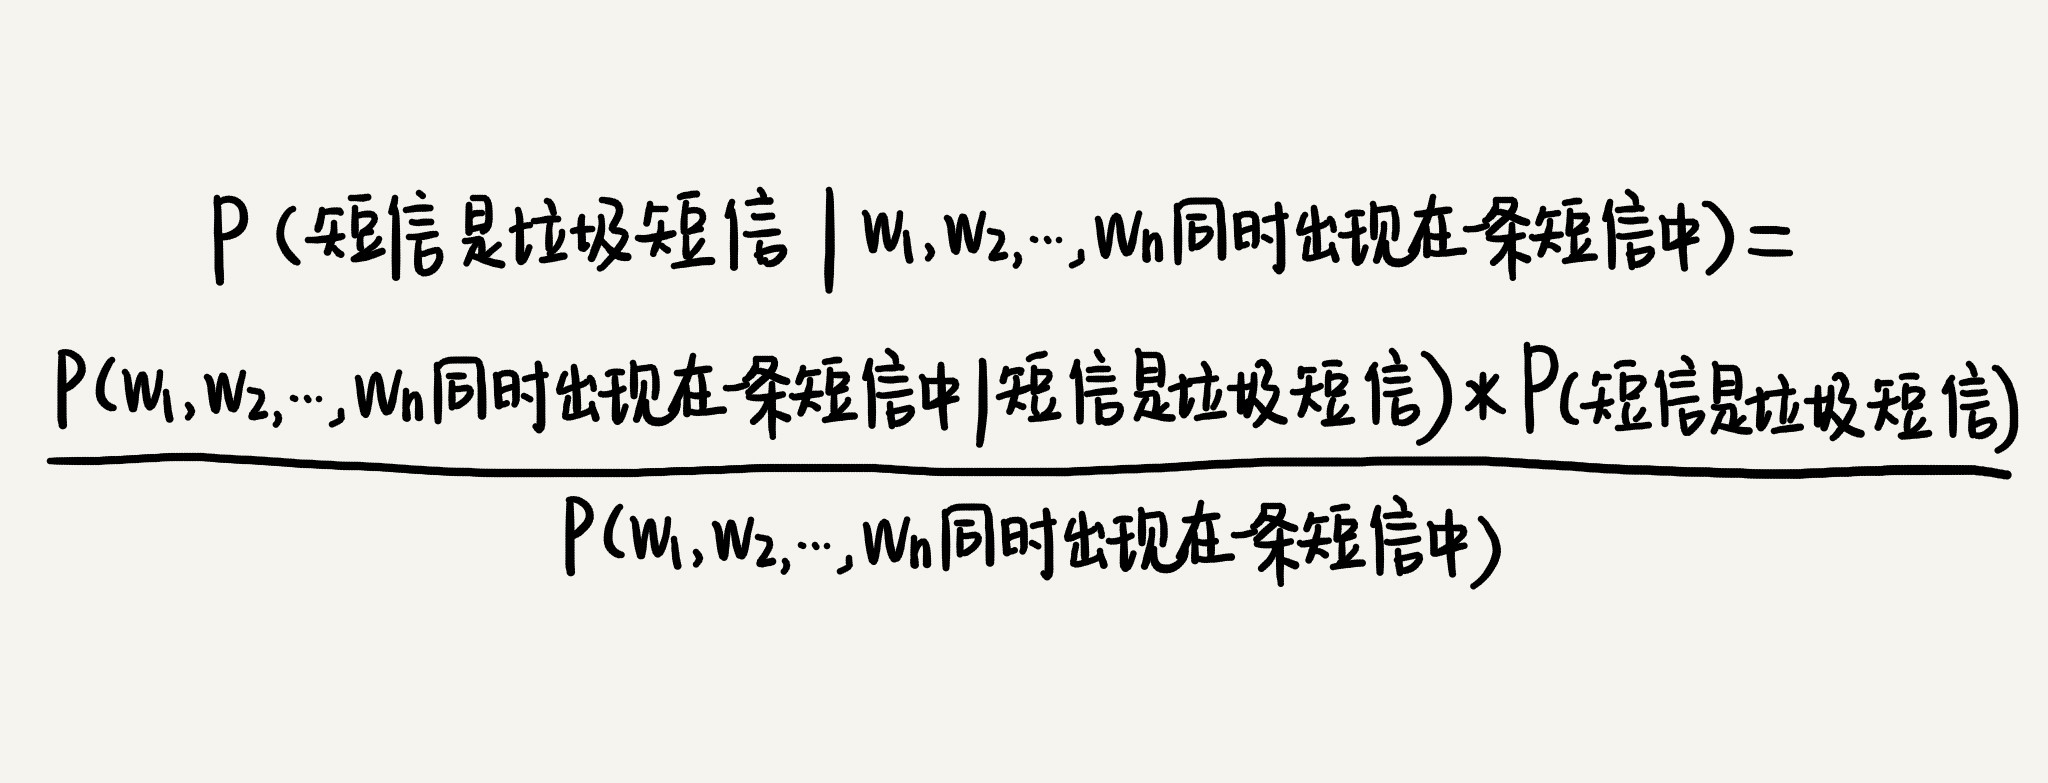 P(短信是垃圾短信 | W1,W2,…,Wn同时出现在一条短信中)=
P(W1,W2,…,Wn同时出现在一条短信中|短信是垃圾短信)*P(短信是垃圾短信)
P(W1,W2,…,Wn同时出现在一条短信中)